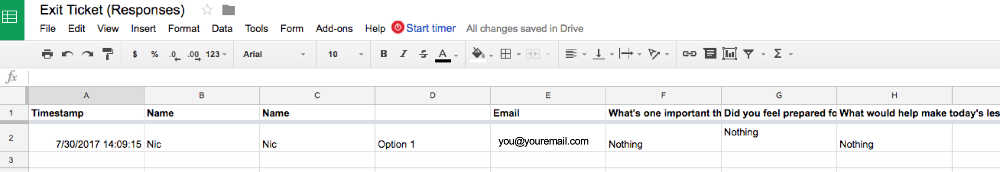 Exit Ticket (Responses)
File Edit View Insert Format Data Tools Form Add-ons Help Start timer All changes saved in Drive
$ % .0 .00 123 Arial 10 B I S A Σ
fx
A B C D E F G H
1 Timestamp Name Name Email What's one important th Did you feel prepared fo What would help make today's les
Nothing
2 7/30/2017 14:09:15 Nic Nic Option 1 you@youremail.com Nothing Nothing
3